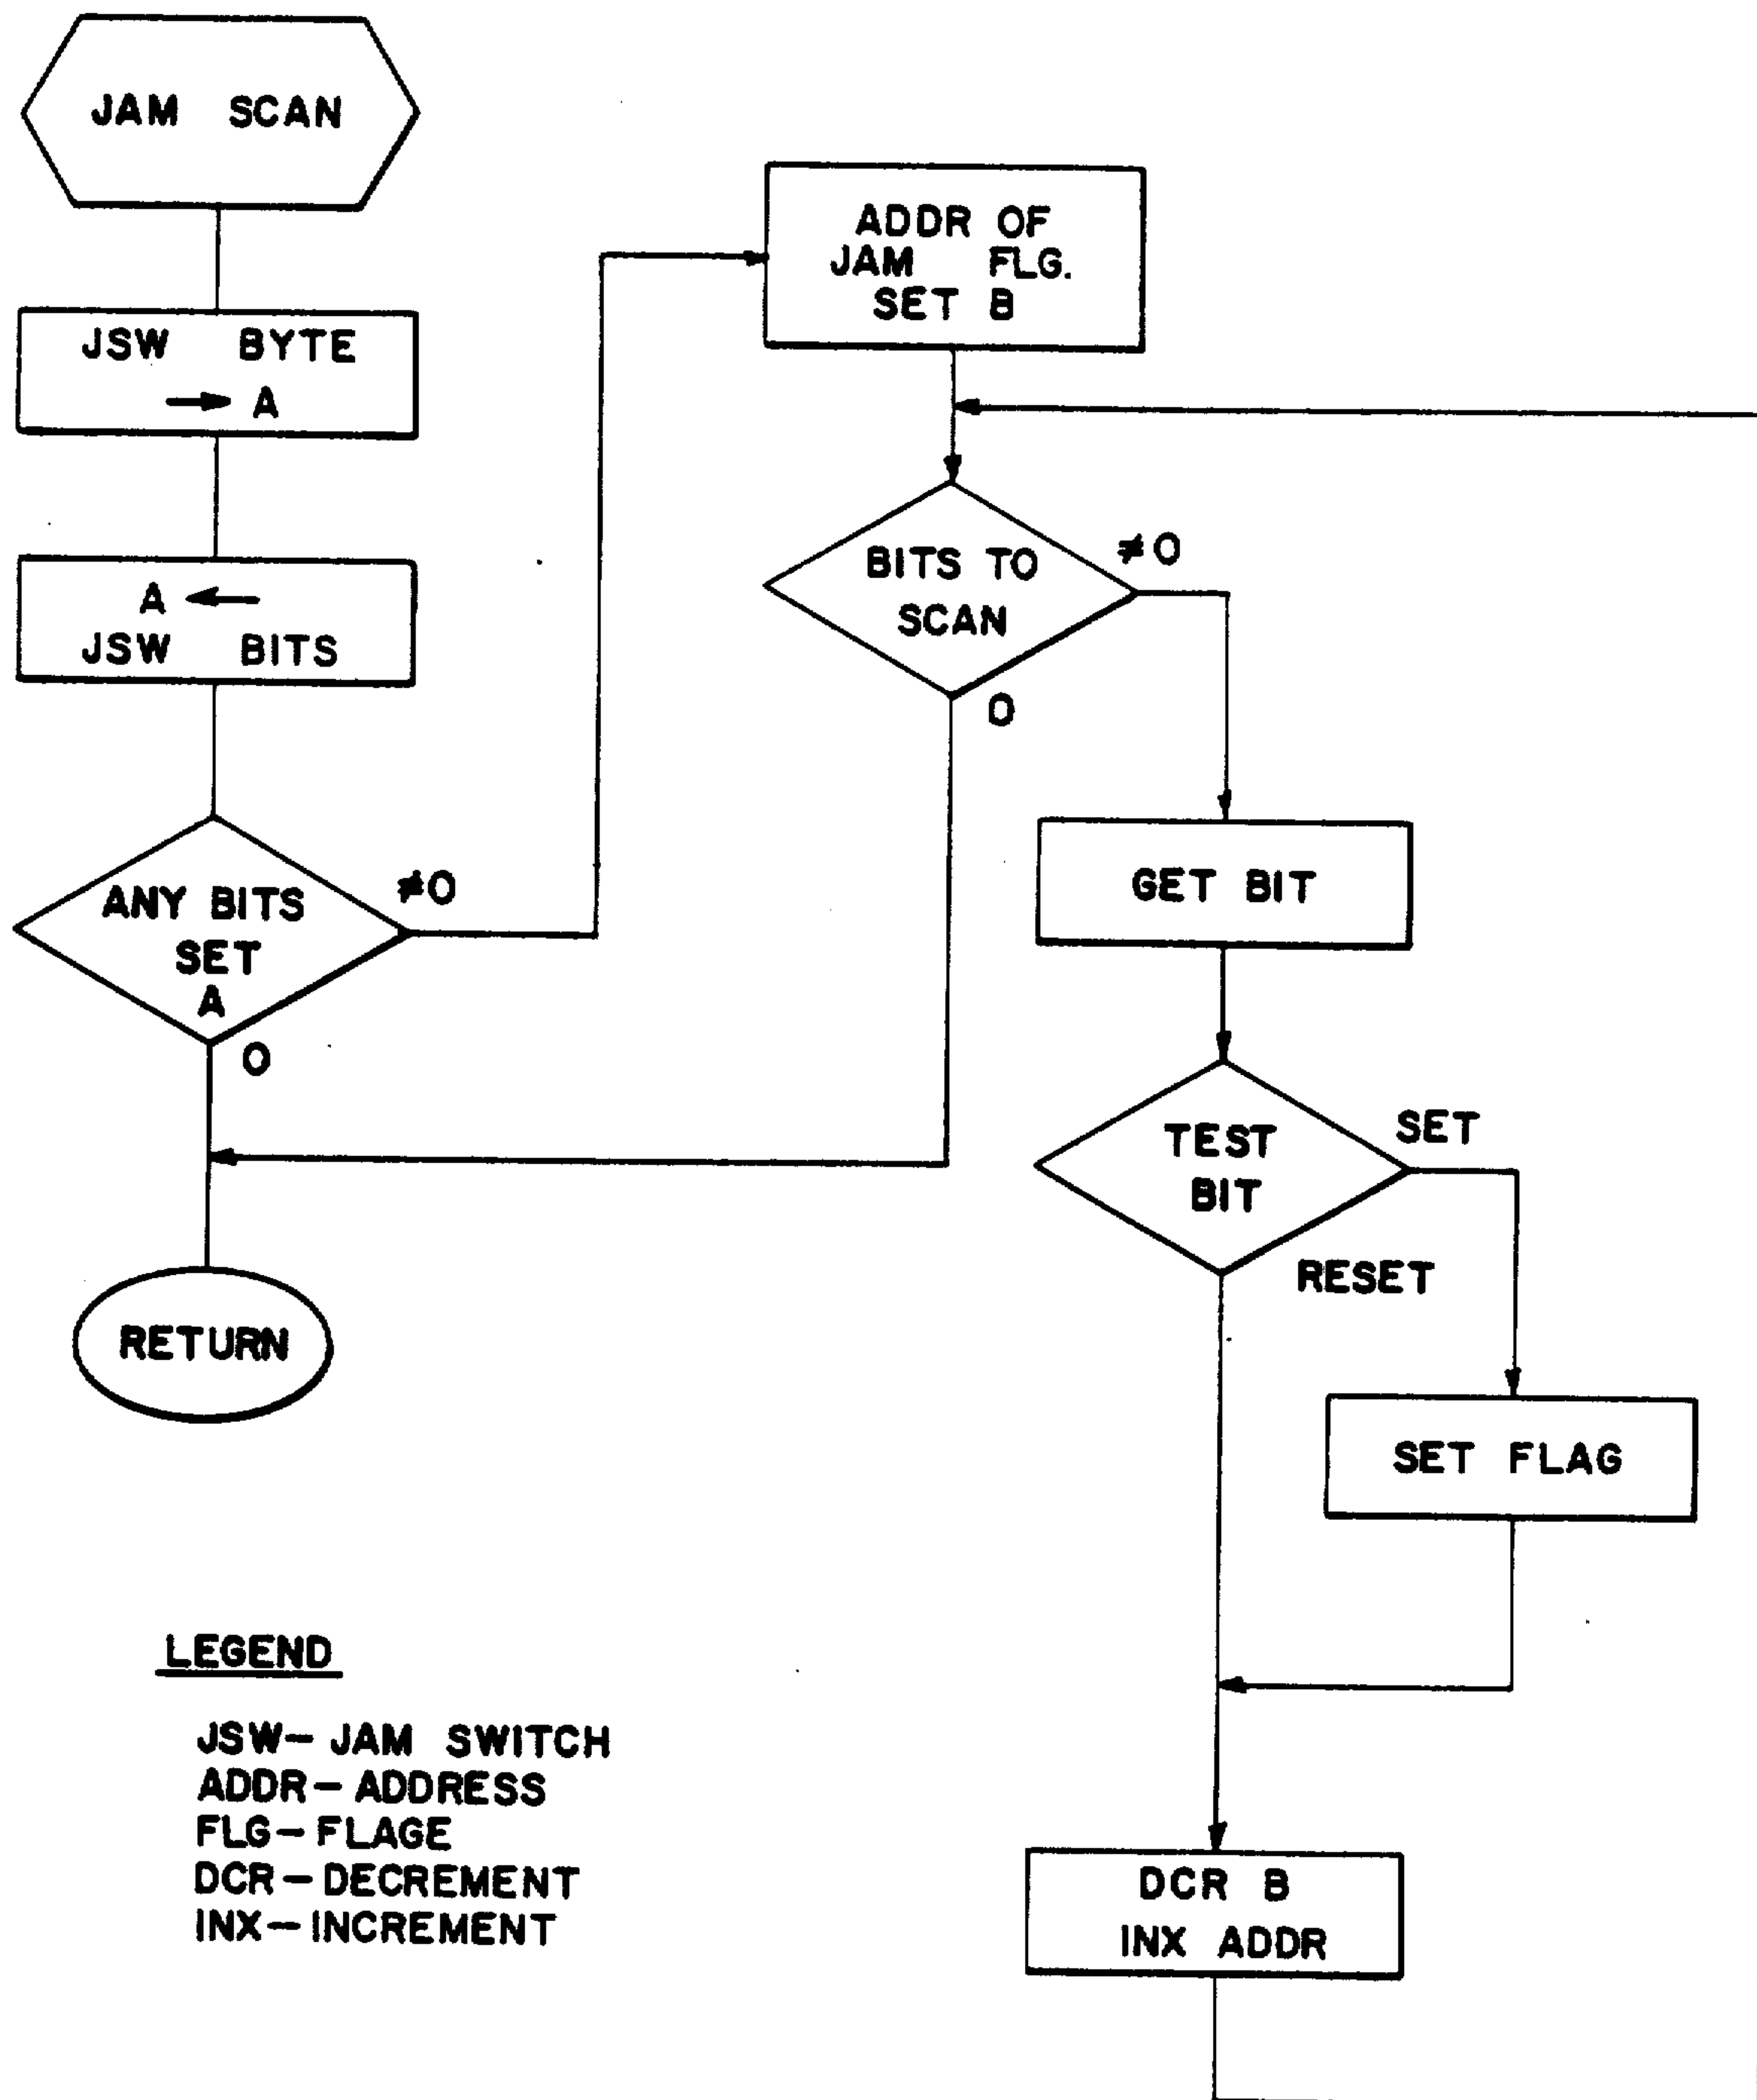 JAM SCAN
JSW BYTE
→ A
A ←
JSW BITS
ANY BITS
SET
A
≠0
0
RETURN
ADDR OF
JAM FLG.
SET B
BITS TO
SCAN
≠0
0
GET BIT
TEST
BIT
SET
RESET
SET FLAG
DCR B
INX ADDR
LEGEND
JSW-JAM SWITCH
ADDR-ADDRESS
FLG-FLAGE
DCR-DECREMENT
INX-INCREMENT